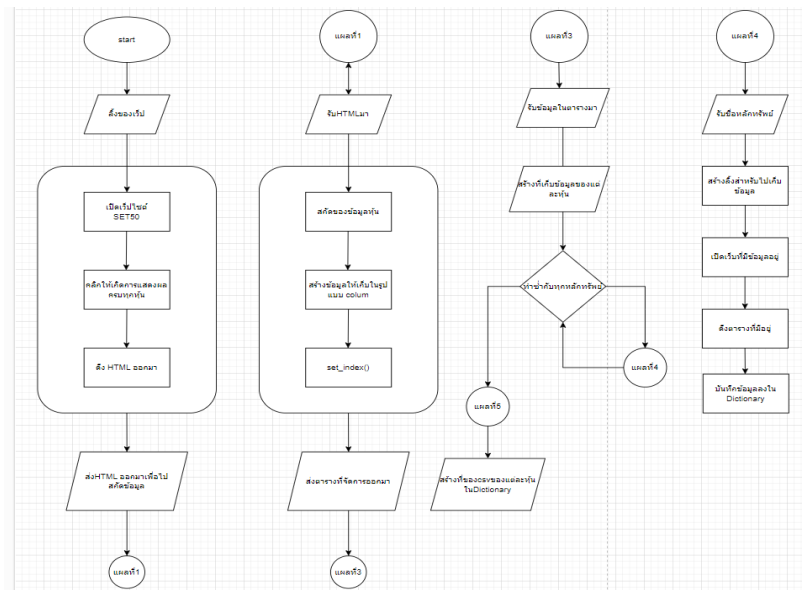 start
ลิ้งของเว็ป
เปิดเว็ปไซต์
SET50
คลิกให้เกิดการแสดงผล
ครบทุกหุ้น
ดึง HTML ออกมา
ส่งHTML ออกมาเพื่อไป
สกัดข้อมูล
แผลที่1
แผลที่1
รับHTMLมา
สกัดของข้อมูลหุ้น
สร้างข้อมูลให้เก็บในรูป
แบบ colum
set_index()
ส่งตารางที่จัดการออกมา
แผลที่3
แผลที่3
รับข้อมูลในตารางมา
สร้างที่เก็บข้อมูลของแต่
ละหุ้น
ทำซ้ำกับทุกหลักทรัพย์
แผลที่4
แผลที่5
สร้างที่ของcsvของแต่ละหุ้น
ในDictionary
แผลที่4
รับชื่อหลักทรัพย์
สร้างลิ้งสำหรับไปเก็บ
ข้อมูล
เปิดเว็บที่มีข้อมูลอยู่
ดึงตารางที่มีอยู่
บันทึกข้อมูลลงใน
Dictionary